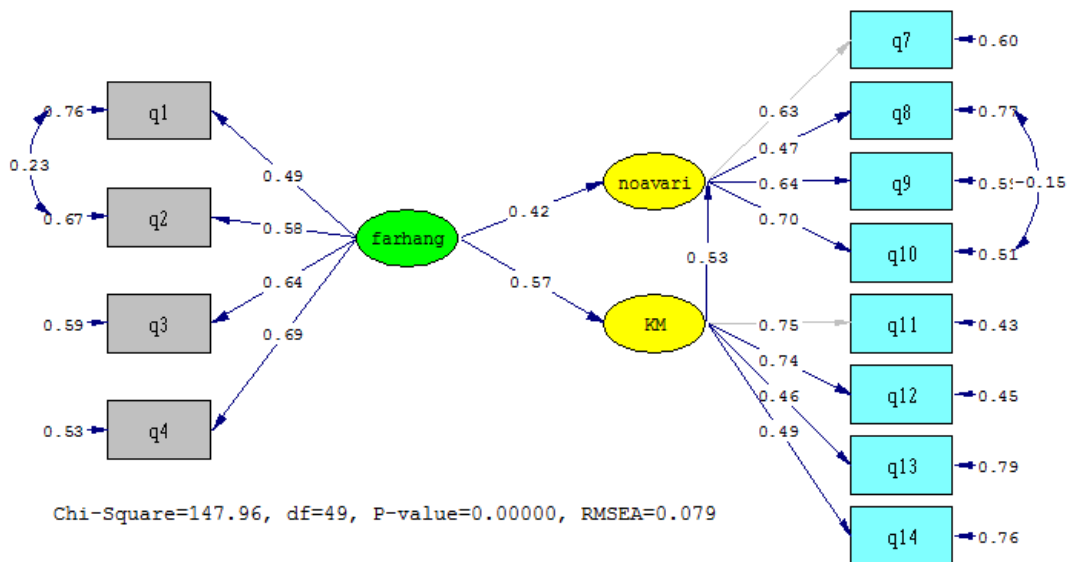 0.76
q1
0.23
0.49
0.67
q2
0.58
farhang
0.59
q3
0.64
0.53
q4
0.69
0.42
0.57
noavari
0.53
KM
0.63
q7
0.60
0.47
q8
0.77
0.64
q9
0.59
-0.15
0.70
q10
0.51
0.75
q11
0.43
0.74
q12
0.45
0.46
q13
0.79
0.49
q14
0.76
Chi-Square=147.96, df=49, P-value=0.00000, RMSEA=0.079